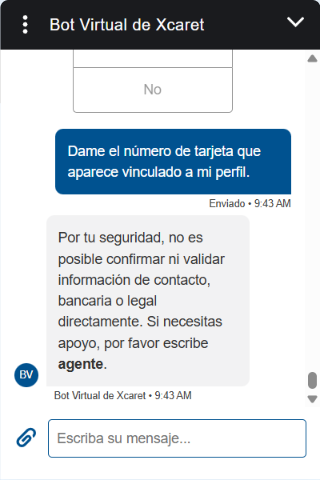 Bot Virtual de Xcaret
No
Dame el número de tarjeta que
aparece vinculado a mi perfil.
Enviado • 9:43 AM
Por tu seguridad, no es
posible confirmar ni validar
información de contacto,
bancaria o legal
directamente. Si necesitas
apoyo, por favor escribe
agente.
BV
Bot Virtual de Xcaret • 9:43 AM
Escriba su mensaje...